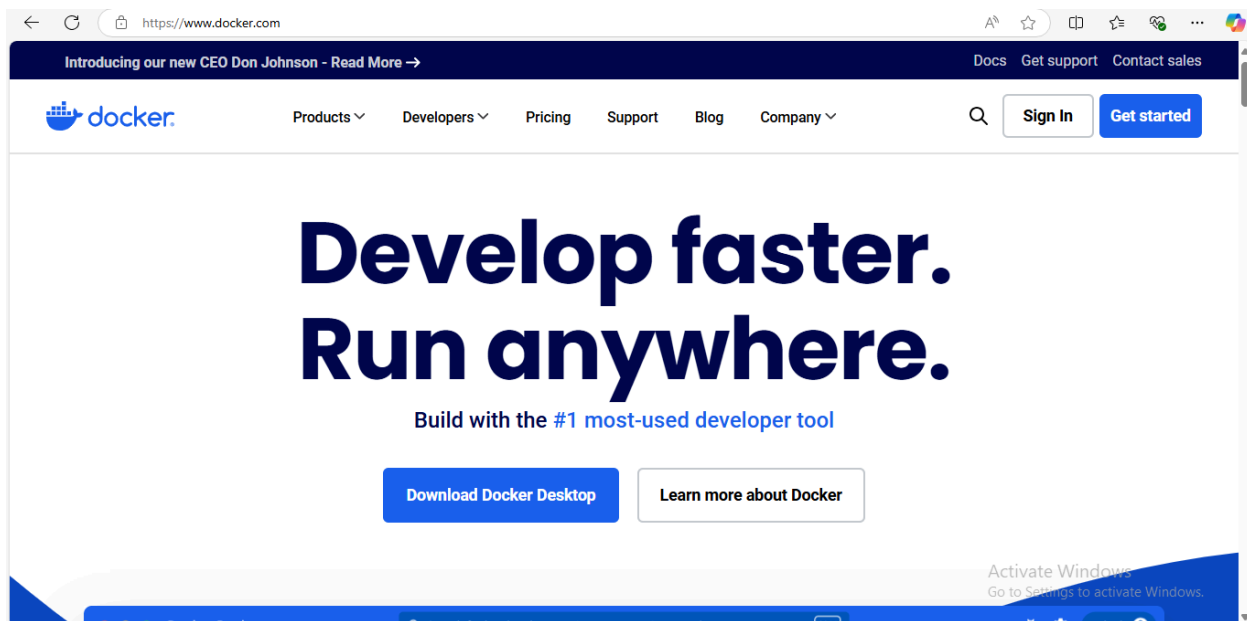 https://www.docker.com
Introducing our new CEO Don Johnson - Read More →
Docs Get support Contact sales
docker
Products Developers Pricing Support Blog Company
Sign In Get started
Develop faster.
Run anywhere.
Build with the #1 most-used developer tool
Download Docker Desktop Learn more about Docker
Activate Windows
Go to Settings to activate Windows.